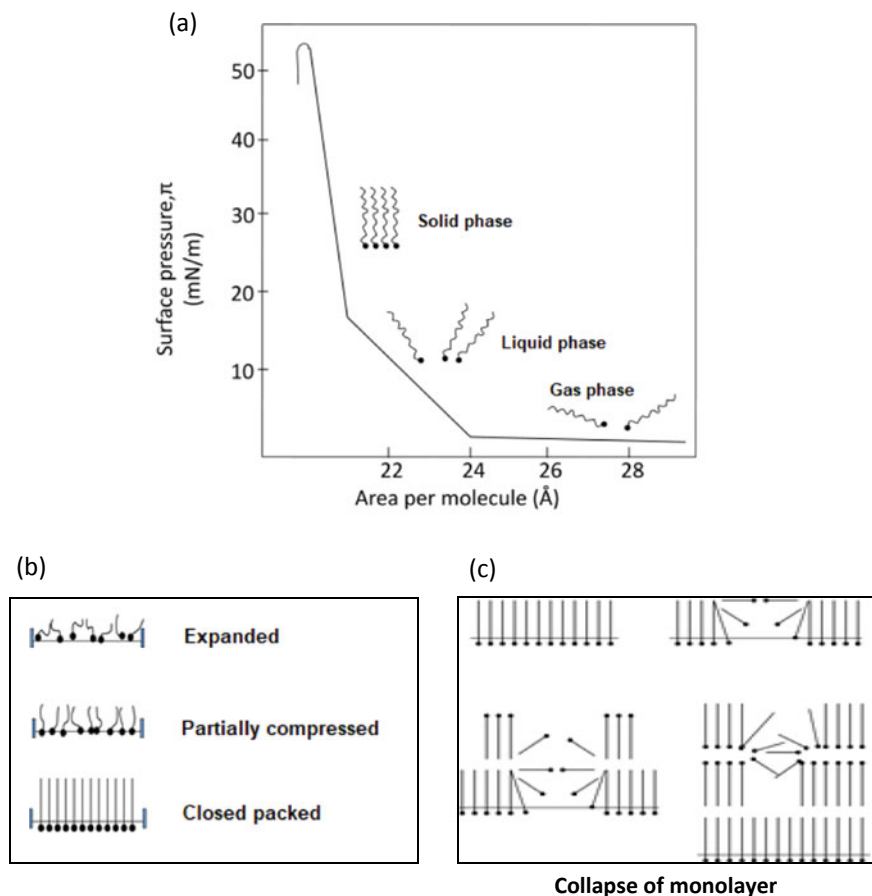 (a)
50
40
30
20
10
Surface pressure,π
(mN/m)
Solid phase
Liquid phase
Gas phase
22 24 26 28
Area per molecule (Å)
(b)
Expanded
Partially compressed
Closed packed
(c)
Collapse of monolayer